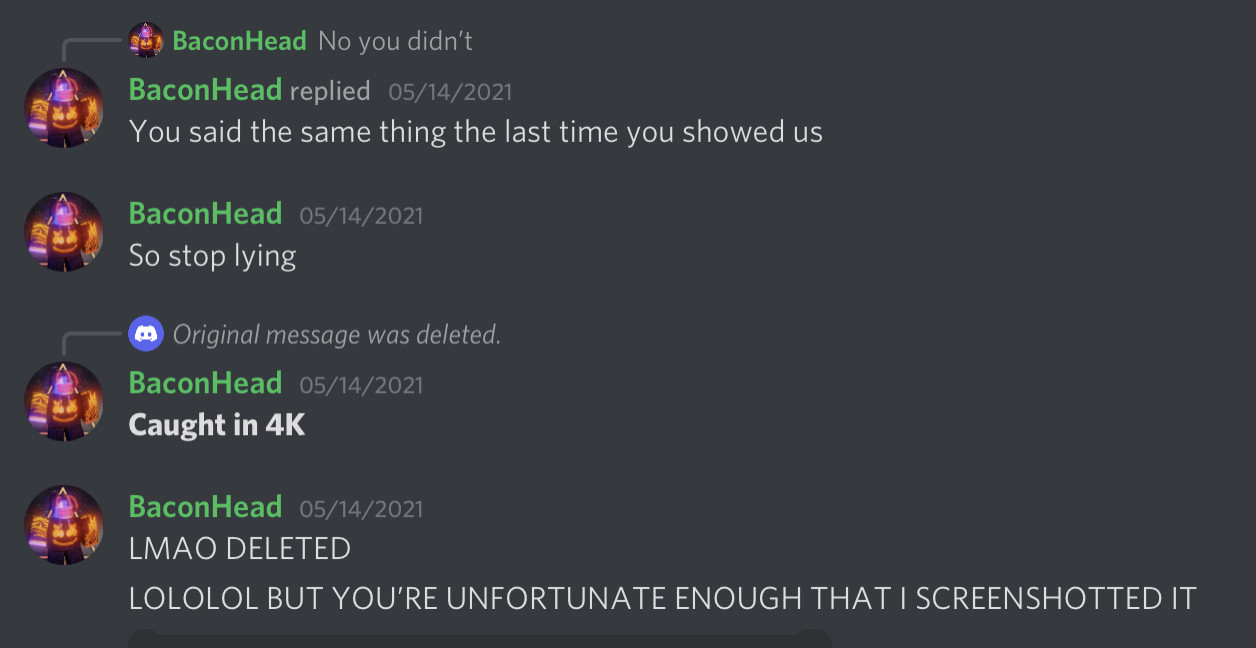 BaconHead No you didn’t
BaconHead replied 05/14/2021
You said the same thing the last time you showed us
BaconHead 05/14/2021
So stop lying
Original message was deleted.
BaconHead 05/14/2021
Caught in 4K
BaconHead 05/14/2021
LMAO DELETED
LOLOLOL BUT YOU’RE UNFORTUNATE ENOUGH THAT I SCREENSHOTTED IT